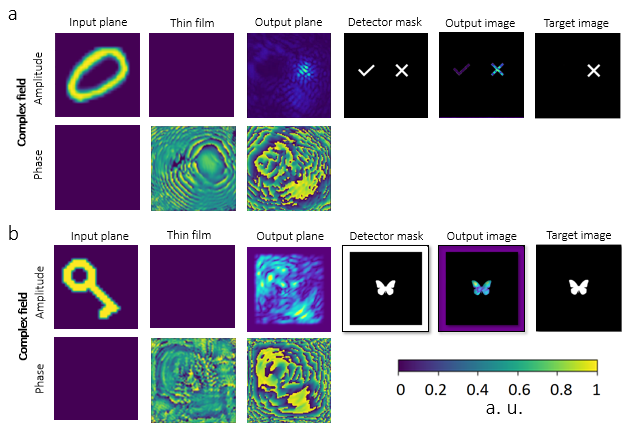 a
Input plane Thin film Output plane Detector mask Output image Target image
Complex field
Amplitude
Phase
b
Input plane Thin film Output plane Detector mask Output image Target image
Complex field
Amplitude
Phase
0 0.2 0.4 0.6 0.8 1
a. u.